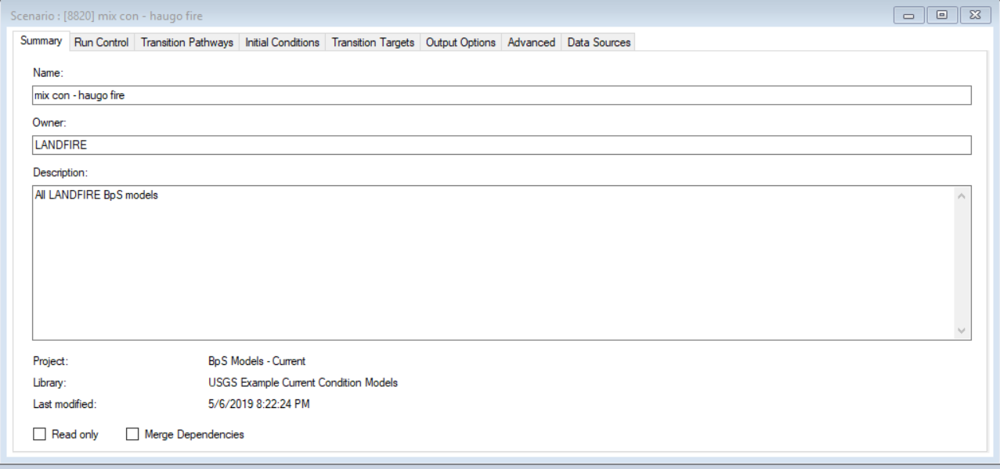 Scenario : [8820] mix con - haugo fire
Summary Run Control Transition Pathways Initial Conditions Transition Targets Output Options Advanced Data Sources
Name:
mix con - haugo fire
Owner:
LANDFIRE
Description:
All LANDFIRE BpS models
Project: BpS Models - Current
Library: USGS Example Current Condition Models
Last modified: 5/6/2019 8:22:24 PM
Read only Merge Dependencies